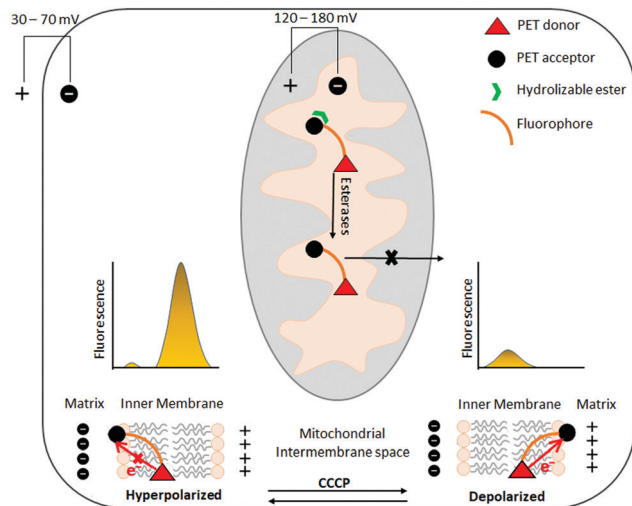 30 – 70 mV
120 – 180 mV
+
-
+
-
PET donor
PET acceptor
Hydrolizable ester
Fluorophore
Esterases
Fluorescence
Fluorescence
Matrix
Inner Membrane
Inner Membrane
Matrix
Mitochondrial
Intermembrane space
e⁻
e⁻
Hyperpolarized
CCCP
Depolarized